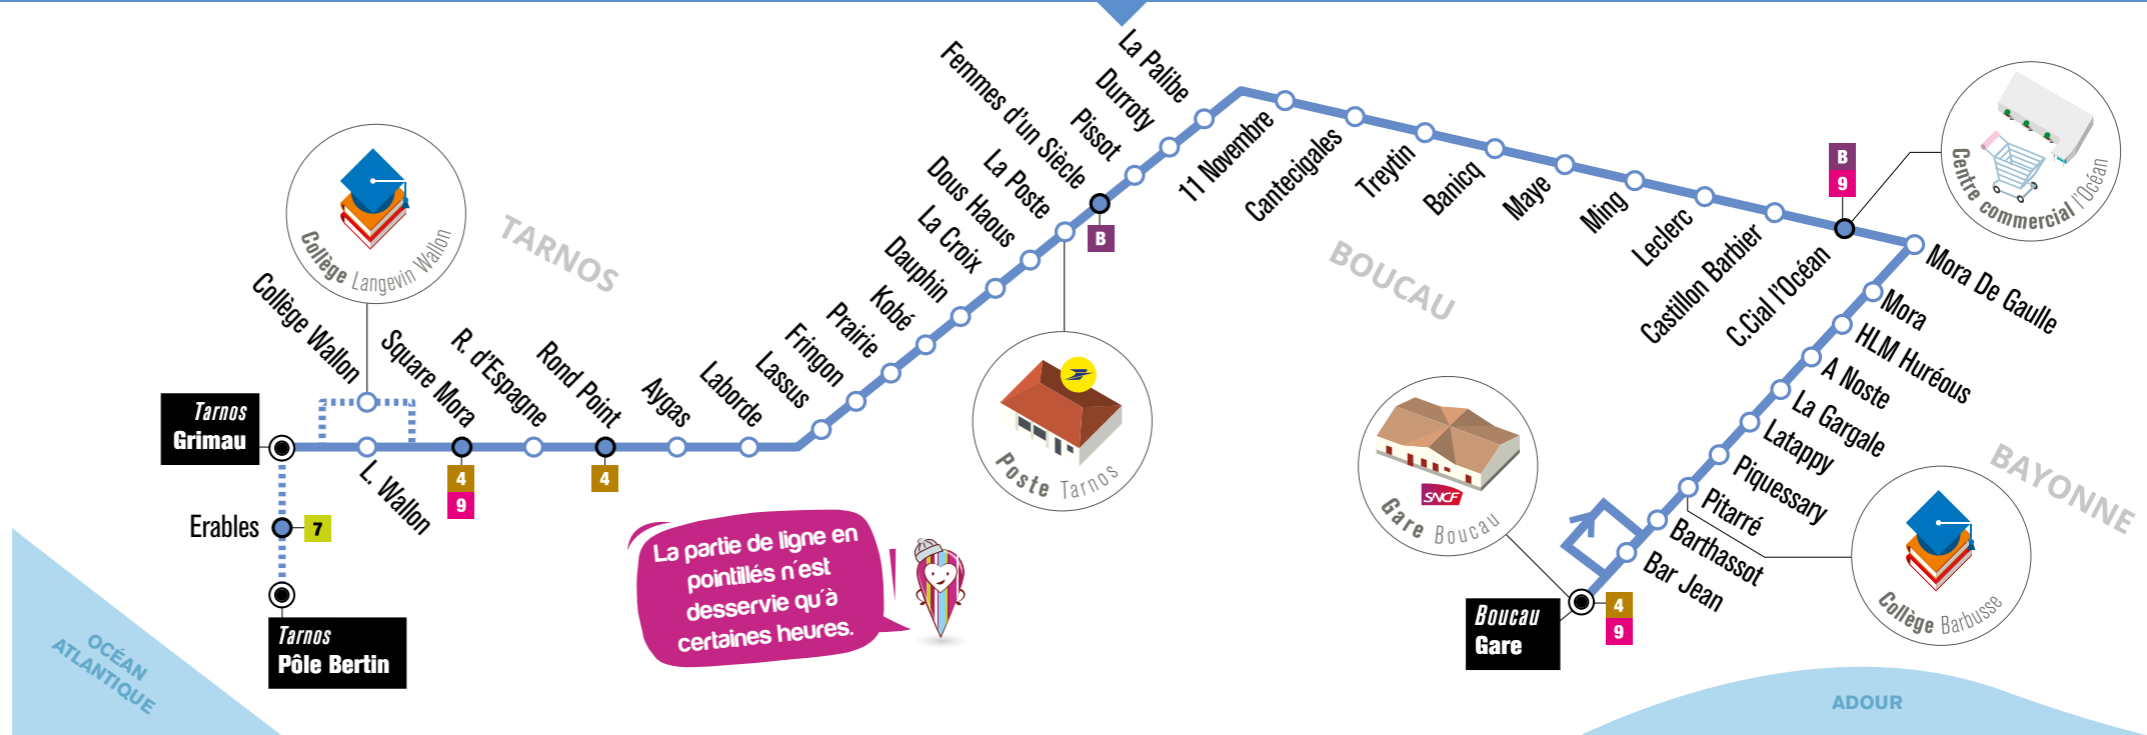 Tarnos
Grimau
Erables
7
Tarnos
Pôle Bertin
OCÉAN
ATLANTIQUE
Collège Langevin Wallon
TARNOS
Collège Wallon
L. Wallon
Square Mora
4
9
R. d'Espagne
Rond Point
4
Aygas
Laborde
Lassus
Fringon
Prairie
Kobé
Dauphin
La Croix
Dous Haous
La Poste
Poste Tarnos
Femmes d'un Siècle
B
Pissot
Durroty
La Palibe
La partie de ligne en
pointillés n'est
desservie qu'à
certaines heures.
11 Novembre
Cantecigales
Treytin
Banicq
Maye
Ming
Leclerc
Castillon Barbier
C.Cial l'Océan
B
9
Centre commercial l'Océan
BOUCAU
Mora De Gaulle
Mora
HLM Huréous
A Noste
La Gargale
Latappy
Piquessary
Pitarré
Barthassot
Bar Jean
Collège Barbusse
BAYONNE
SNCF
Gare Boucau
Boucau
Gare
4
9
ADOUR